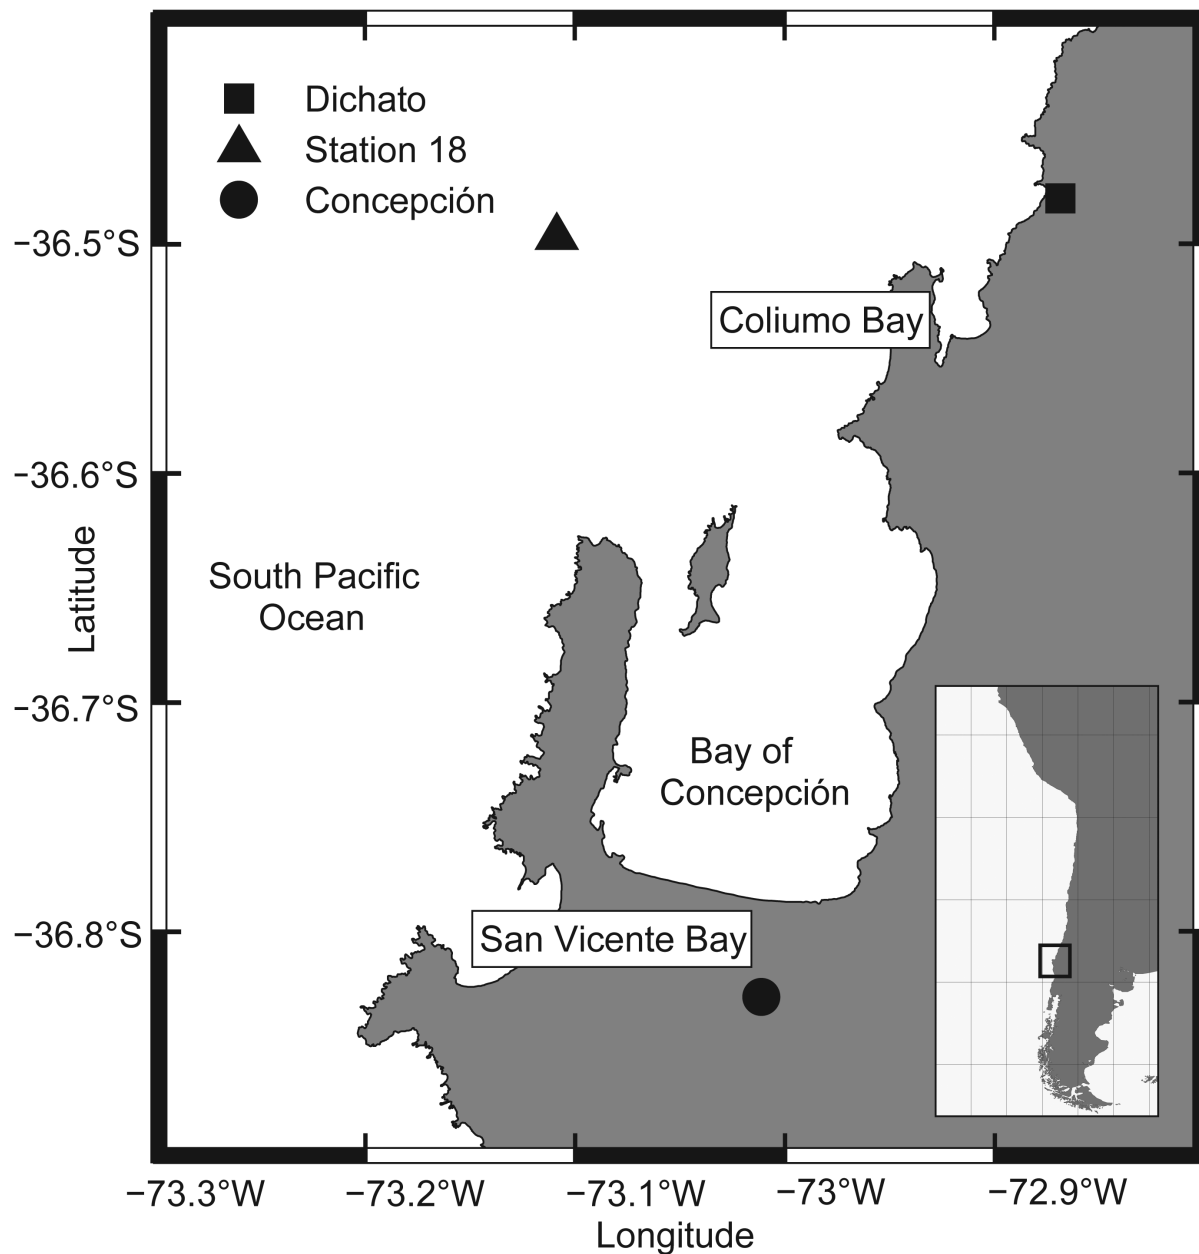 Dichato
Station 18
Concepción
−36.5°S
Coliumo Bay
−36.6°S
South Pacific
Ocean
Latitude
−36.7°S
Bay of
Concepción
−36.8°S
San Vicente Bay
−73.3°W
−73.2°W
−73.1°W
−73°W
−72.9°W
Longitude